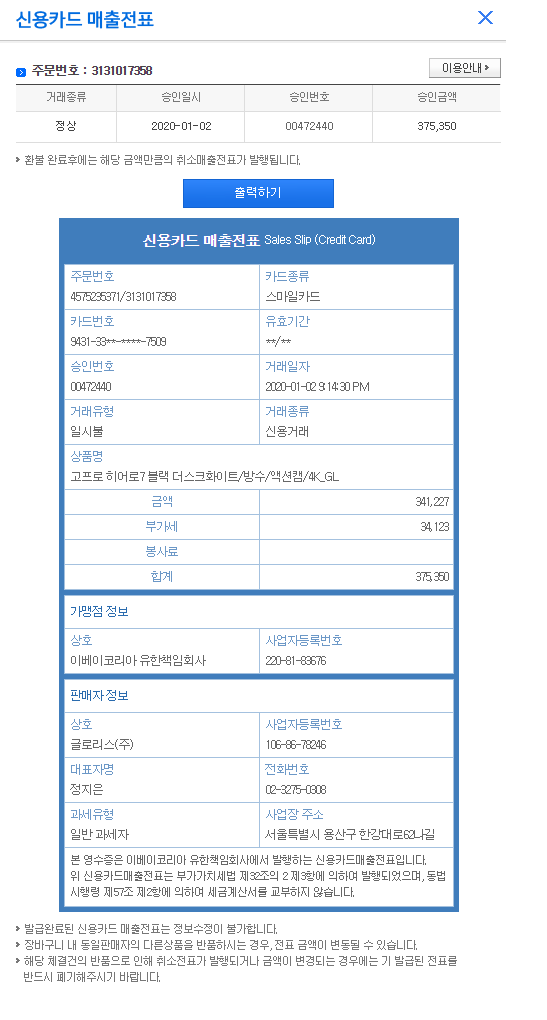 신용카드 매출전표
주문번호 : 3131017358
이용안내
거래종류 승인일시 승인번호 승인금액
정상 2020-01-02 00472440 375,350
환불 완료후에는 해당 금액만큼의 취소매출전표가 발행됩니다.
출력하기
신용카드 매출전표 Sales Slip (Credit Card)
주문번호 카드종류
4575235371/3131017358 스마일카드
카드번호 유효기간
9431-33**-****-7509 **/**
승인번호 거래일자
00472440 2020-01-02 9:14:30 PM
거래유형 거래종류
일시불 신용거래
상품명
고프로 히어로7 블랙 더스크화이트/방수/액션캠/4K_GL
금액 341,227
부가세 34,123
봉사료
합계 375,350
가맹점 정보
상호 사업자등록번호
이베이코리아 유한책임회사 220-81-83676
판매자 정보
상호 사업자등록번호
글로리스(주) 106-86-78246
대표자명 전화번호
정지은 02-3275-0308
과세유형 사업장 주소
일반 과세자 서울특별시 용산구 한강대로62나길
본 영수증은 이베이코리아 유한책임회사에서 발행하는 신용카드매출전표입니다.
위 신용카드매출전표는 부가가치세법 제32조의 2 제3항에 의하여 발행되었으며, 동법
시행령 제57조 제2항에 의하여 세금계산서를 교부하지 않습니다.
발급완료된 신용카드 매출전표는 정보수정이 불가합니다.
장바구니 내 동일판매자의 다른상품을 반품하시는 경우, 전표 금액이 변동될 수 있습니다.
해당 체결건의 반품으로 인해 취소전표가 발행되거나 금액이 변경되는 경우에는 기 발급된 전표를
반드시 폐기해주시기 바랍니다.